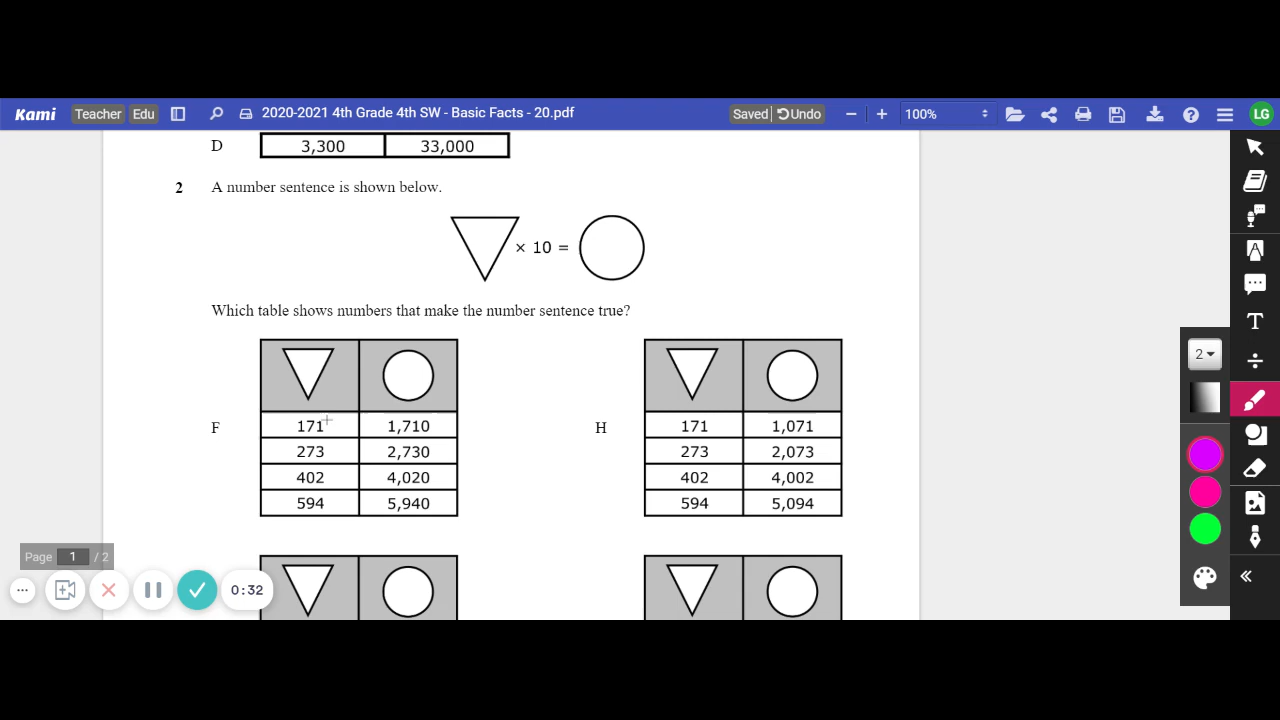 Kami Teacher Edu 2020-2021 4th Grade 4th SW - Basic Facts - 20.pdf Saved Undo 100% LG
D 3,300 33,000
2 A number sentence is shown below.
× 10 =
Which table shows numbers that make the number sentence true?
F 171 1,710
273 2,730
402 4,020
594 5,940
H 171 1,071
273 2,073
402 4,002
594 5,094
2
Page 1 / 2
0:32